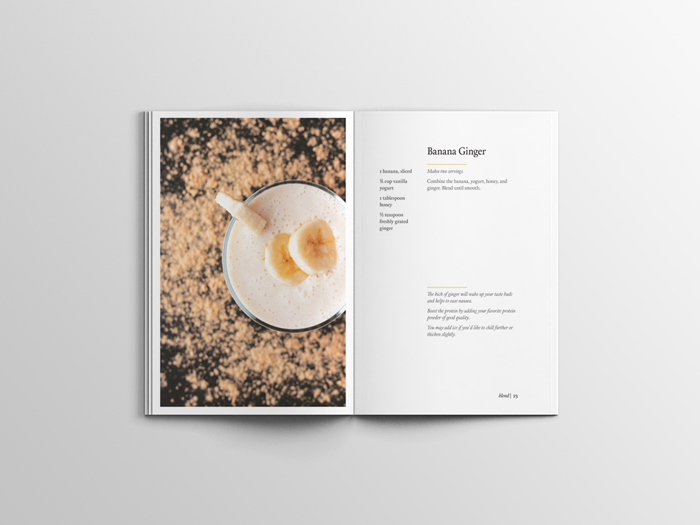 Banana Ginger
1 banana, sliced
¾ cup vanilla
yogurt
1 tablespoon
honey
½ teaspoon
freshly grated
ginger
Makes two servings
Combine the banana, yogurt, honey, and
ginger. Blend until smooth.
The kick of ginger will wake up your taste buds
and helps to ease nausea.
Boost the protein by adding your favorite protein
powder of good quality.
You may add ice if you'd like to chill further or
thicken slightly.
blend | 15